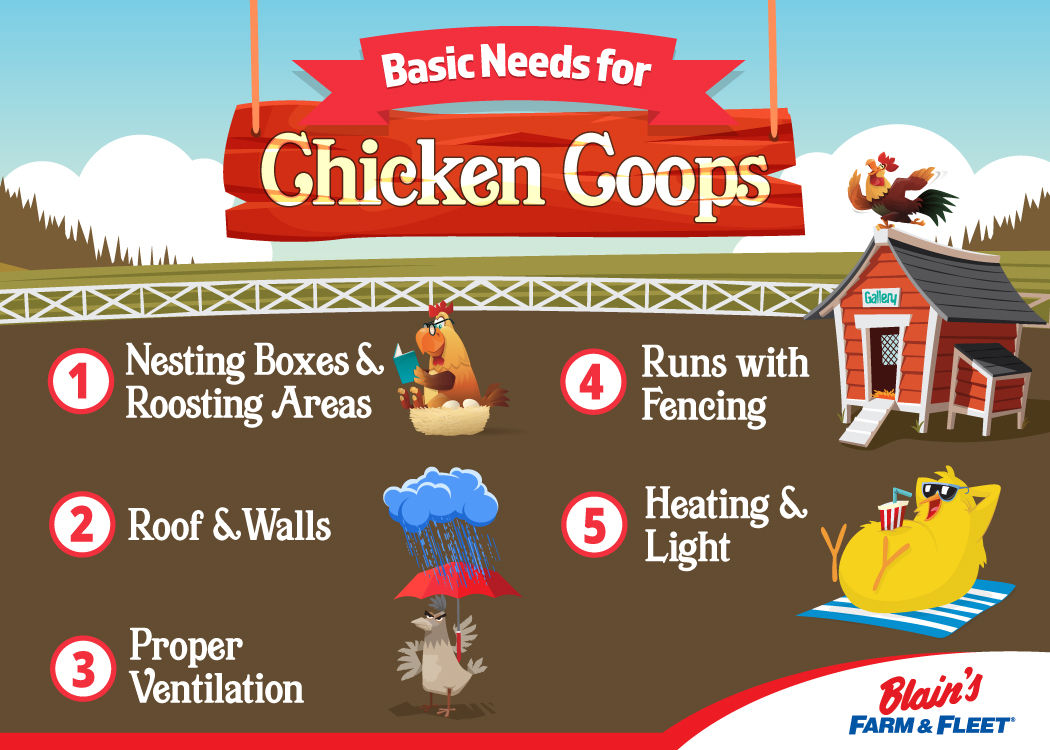 Basic Needs for
Chicken Coops
Gallery
1
Nesting Boxes &
Roosting Areas
2
Roof & Walls
3
Proper
Ventilation
4
Runs with
Fencing
5
Heating &
Light
Blain's
FARM & FLEET®